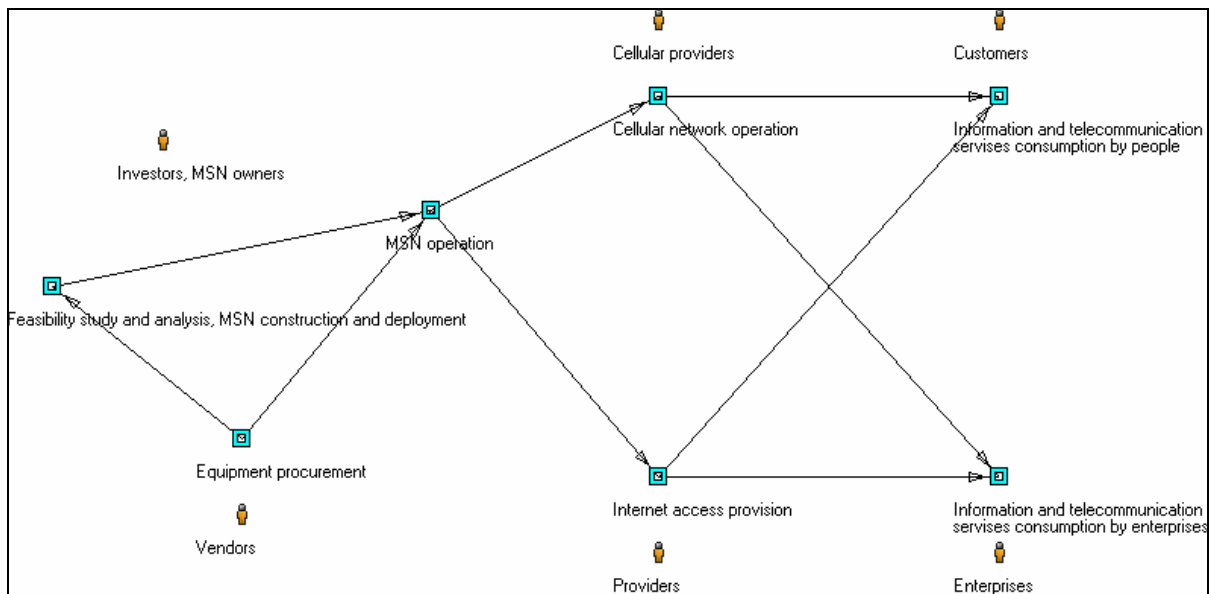 Cellular providers
Customers
Cellular network operation
Information and telecommunication
servises consumption by people
Investors, MSN owners
MSN operation
Feasibility study and analysis, MSN construction and deployment
Equipment procurement
Vendors
Internet access provision
Information and telecommunication
servises consumption by enterprises
Providers
Enterprises